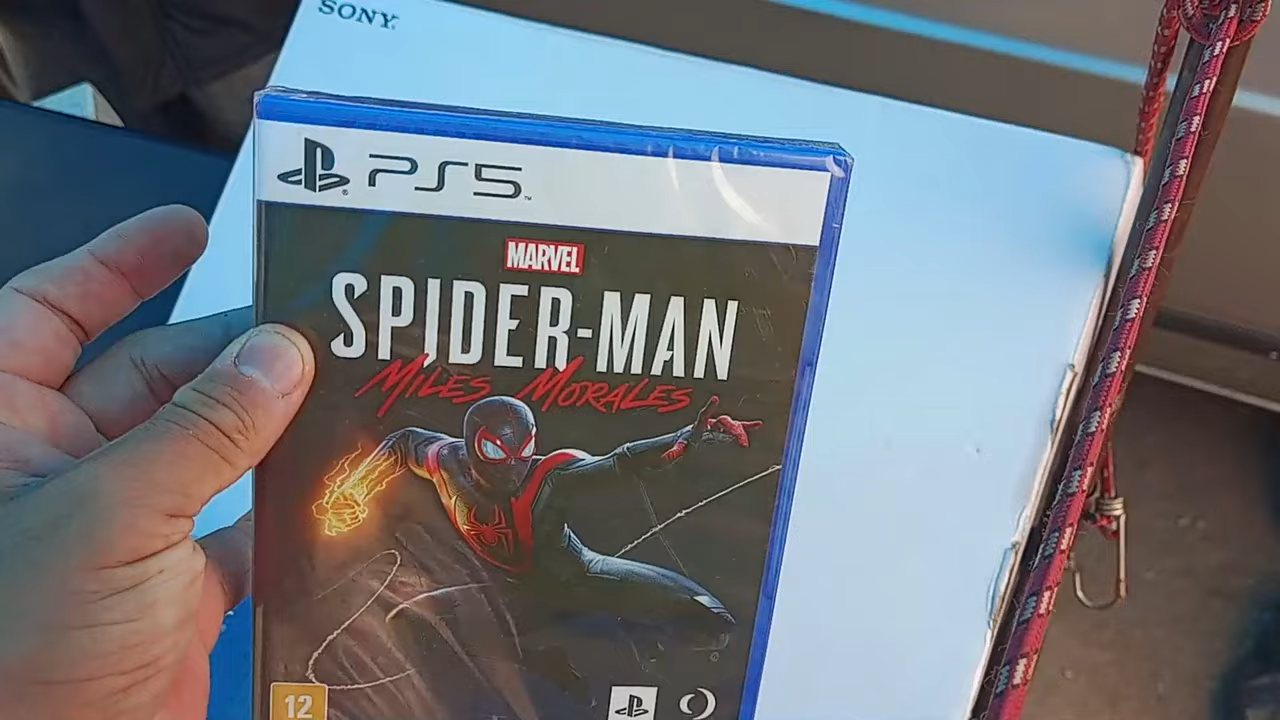 SONY
PS5
MARVEL
SPIDER-MAN
MILES MORALES
12